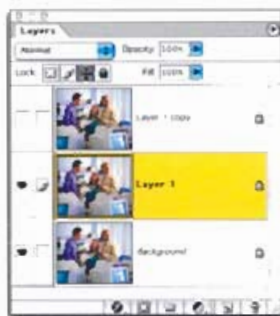 Layers
Normal
Opacity: 100%
Lock:
Fill: 100%
Layer 1 copy
Layer 1
Background